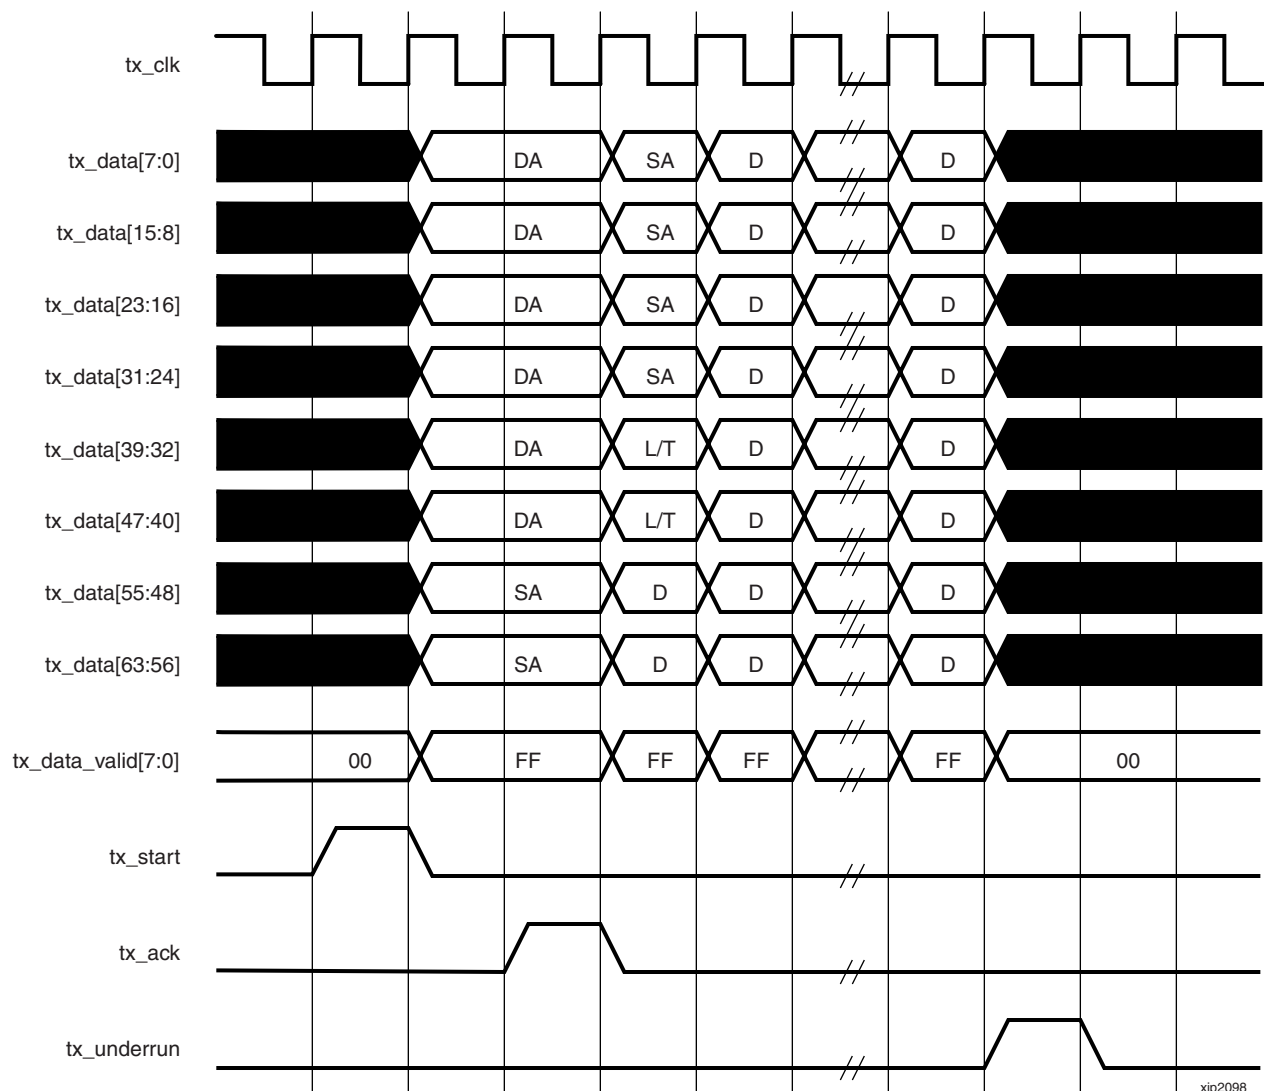 tx_clk
tx_data[7:0] DA SA D D
tx_data[15:8] DA SA D D
tx_data[23:16] DA SA D D
tx_data[31:24] DA SA D D
tx_data[39:32] DA L/T D D
tx_data[47:40] DA L/T D D
tx_data[55:48] SA D D D
tx_data[63:56] SA D D D
tx_data_valid[7:0] 00 FF FF FF FF 00
tx_start
tx_ack
tx_underrun
xip2098